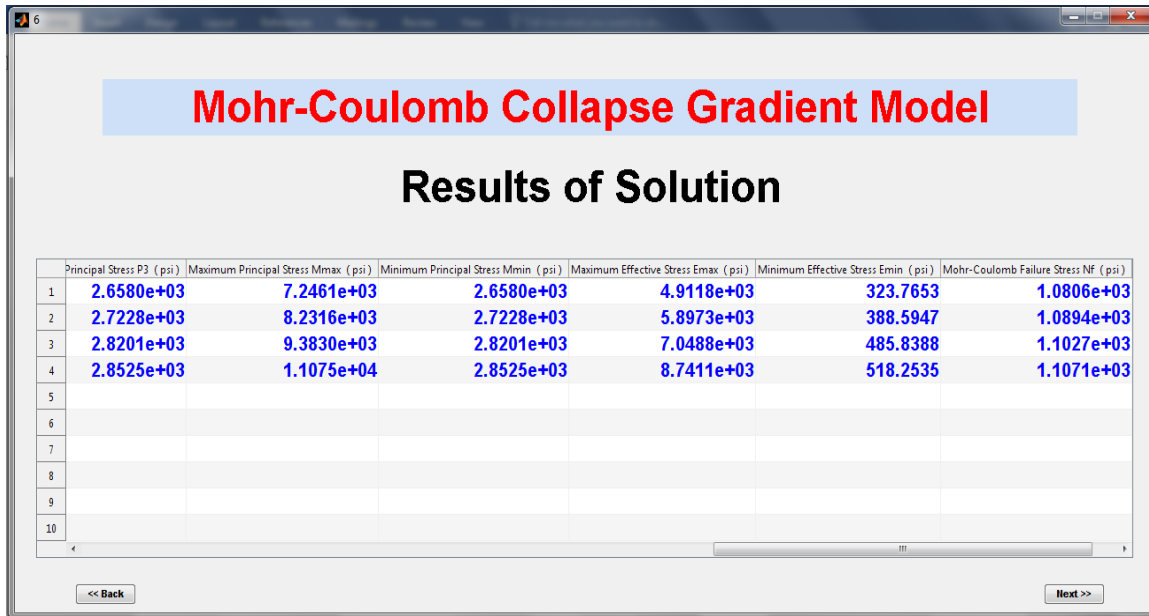 6
Mohr-Coulomb Collapse Gradient Model
Results of Solution
Principal Stress P3 ( psi ) Maximum Principal Stress Mmax ( psi ) Minimum Principal Stress Mmin ( psi ) Maximum Effective Stress Emax ( psi ) Minimum Effective Stress Emin ( psi ) Mohr-Coulomb Failure Stress Nf ( psi )
1 2.6580e+03 7.2461e+03 2.6580e+03 4.9118e+03 323.7653 1.0806e+03
2 2.7228e+03 8.2316e+03 2.7228e+03 5.8973e+03 388.5947 1.0894e+03
3 2.8201e+03 9.3830e+03 2.8201e+03 7.0488e+03 485.8388 1.1027e+03
4 2.8525e+03 1.1075e+04 2.8525e+03 8.7411e+03 518.2535 1.1071e+03
5
6
7
8
9
10
<< Back Next >>